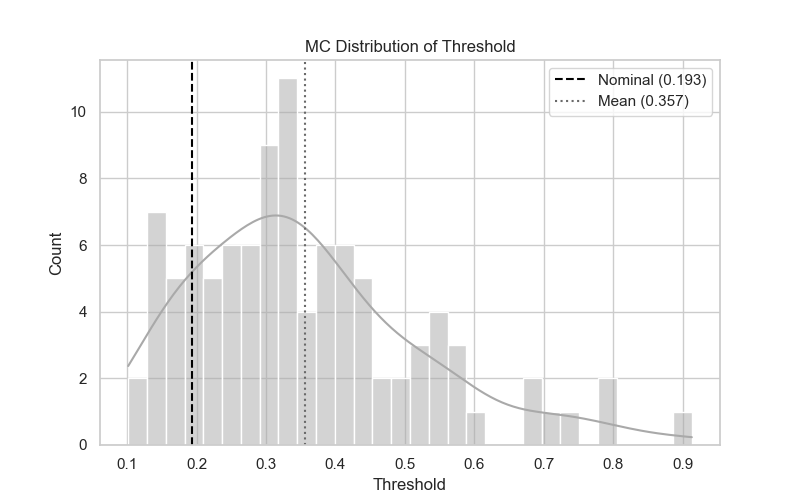 MC Distribution of Threshold
Nominal (0.193)
Mean (0.357)
Count
10
8
6
4
2
0
0.1 0.2 0.3 0.4 0.5 0.6 0.7 0.8 0.9
Threshold